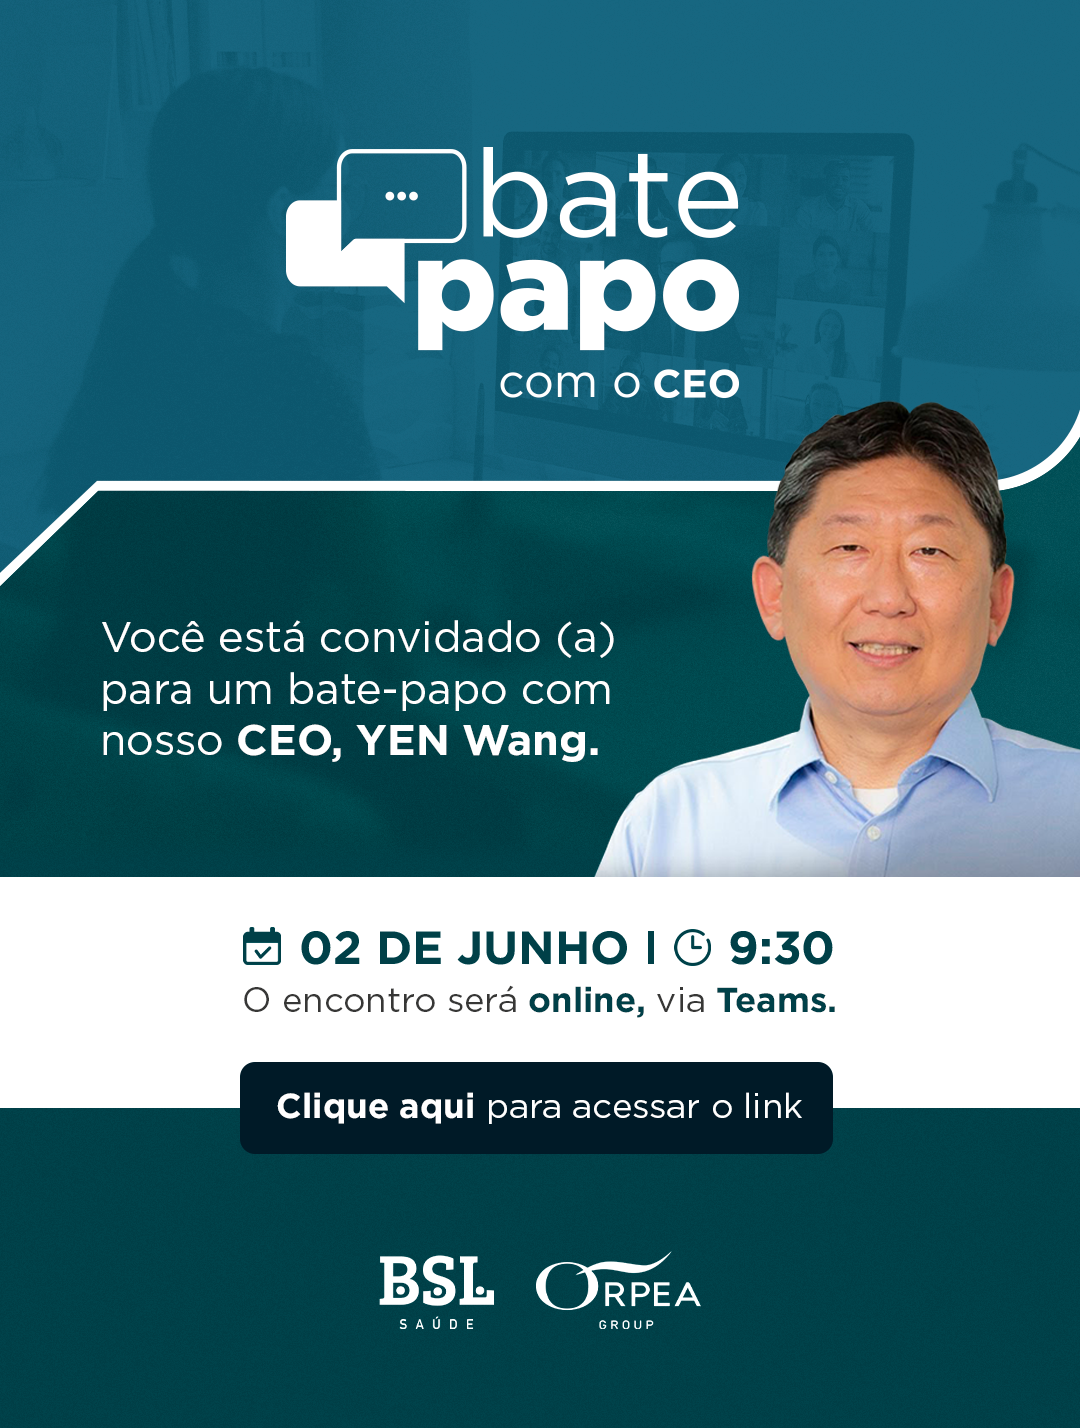 bate
papo
com o CEO
Você está convidado (a)
para um bate-papo com
nosso CEO, YEN Wang.
02 DE JUNHO | 9:30
O encontro será online, via Teams.
Clique aqui para acessar o link
BSL
SAÚDE
ORPEA
GROUP